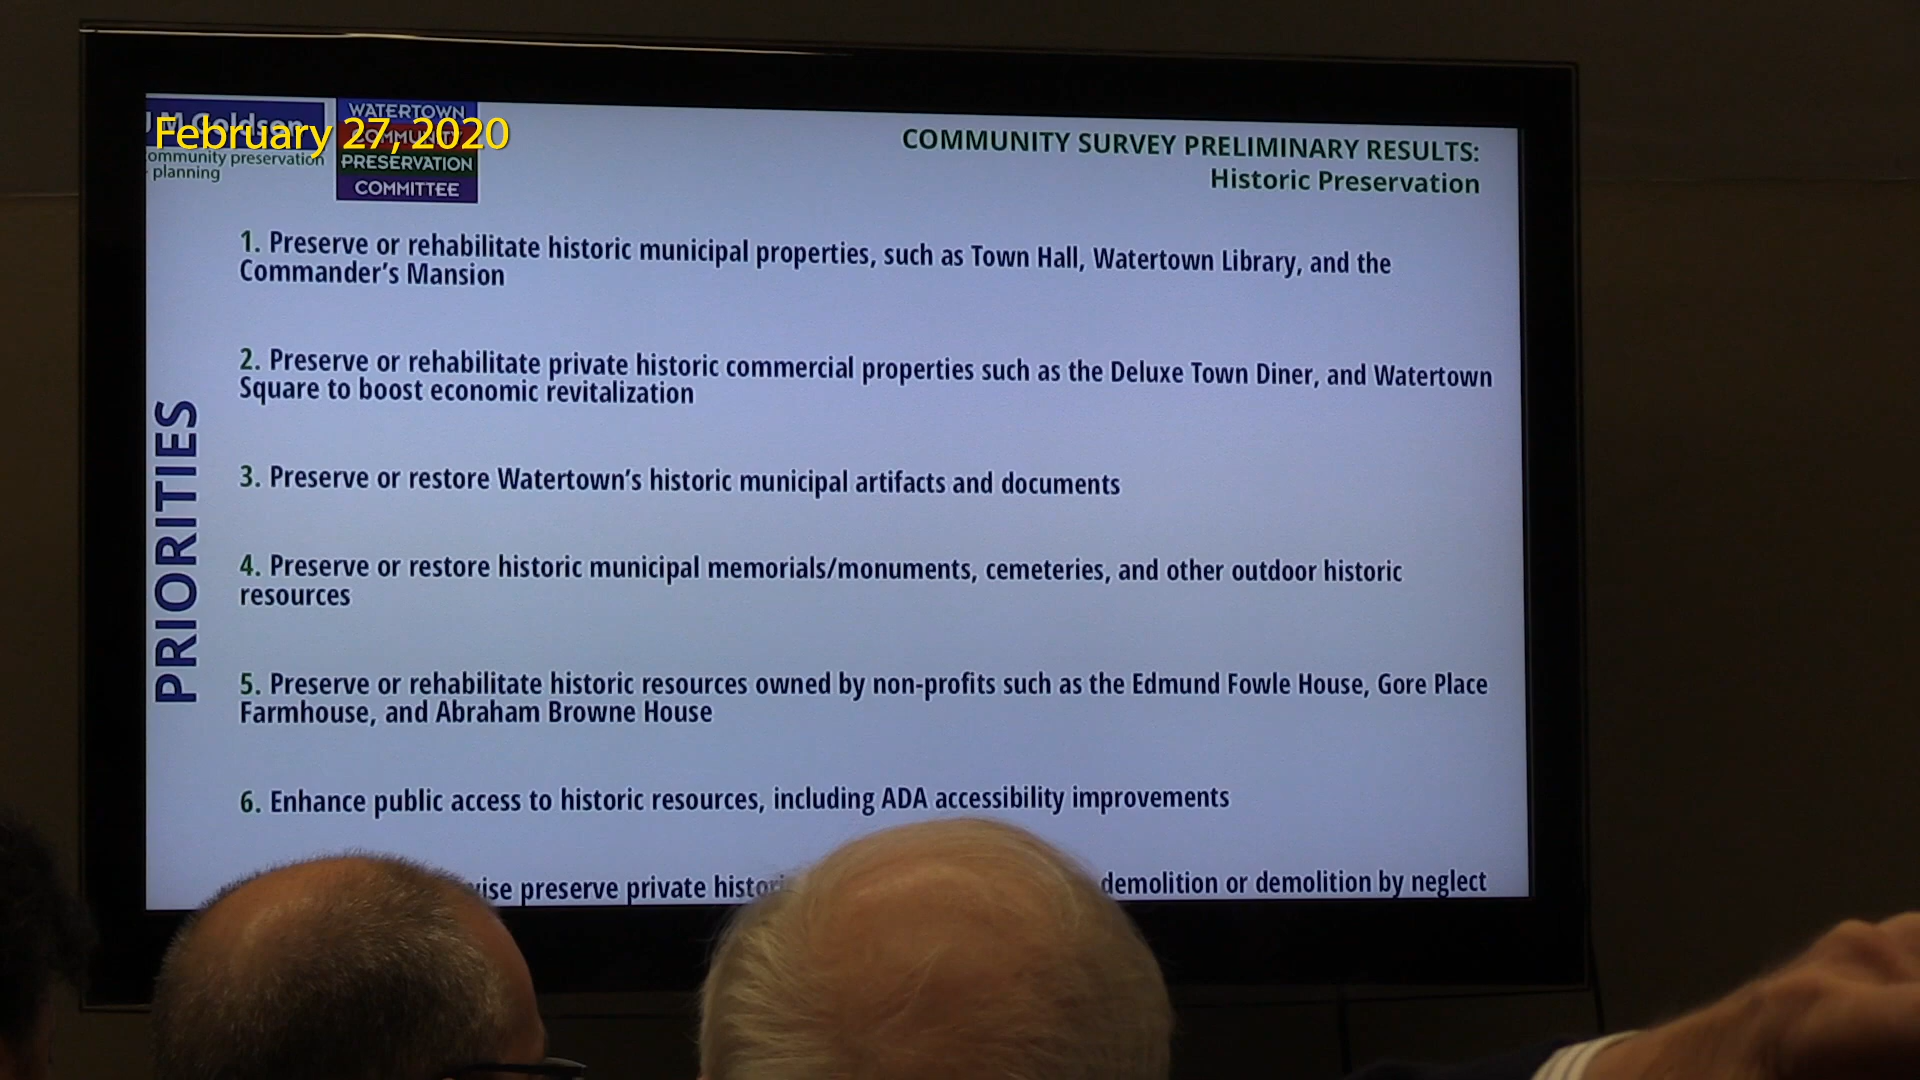 February 27, 2020
J M Goldson
community preservation
planning
WATERTOWN
COMMUNITY
PRESERVATION
COMMITTEE
COMMUNITY SURVEY PRELIMINARY RESULTS:
Historic Preservation
PRIORITIES
1. Preserve or rehabilitate historic municipal properties, such as Town Hall, Watertown Library, and the
Commander's Mansion
2. Preserve or rehabilitate private historic commercial properties such as the Deluxe Town Diner, and Watertown
Square to boost economic revitalization
3. Preserve or restore Watertown's historic municipal artifacts and documents
4. Preserve or restore historic municipal memorials/monuments, cemeteries, and other outdoor historic
resources
5. Preserve or rehabilitate historic resources owned by non-profits such as the Edmund Fowle House, Gore Place
Farmhouse, and Abraham Browne House
6. Enhance public access to historic resources, including ADA accessibility improvements
preserve private demolition or demolition by neglect